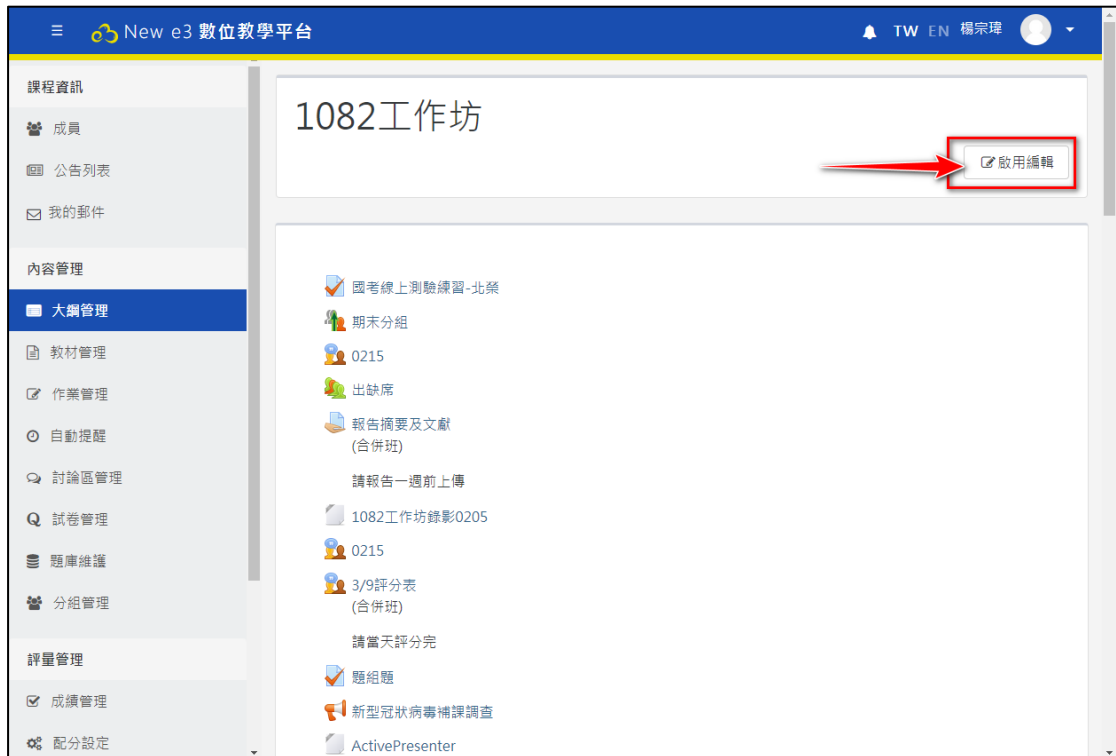 New e3 數位教學平台
TW EN 楊宗瑋
課程資訊
成員
公告列表
我的郵件
內容管理
大綱管理
教材管理
作業管理
自動提醒
討論區管理
試卷管理
題庫維護
分組管理
評量管理
成績管理
配分設定
1082工作坊
啟用編輯
國考線上測驗練習-北榮
期末分組
0215
出缺席
報告摘要及文獻
(合併班)
請報告一週前上傳
1082工作坊錄影0205
0215
3/9評分表
(合併班)
請當天評分完
題組題
新型冠狀病毒補課調查
ActivePresenter